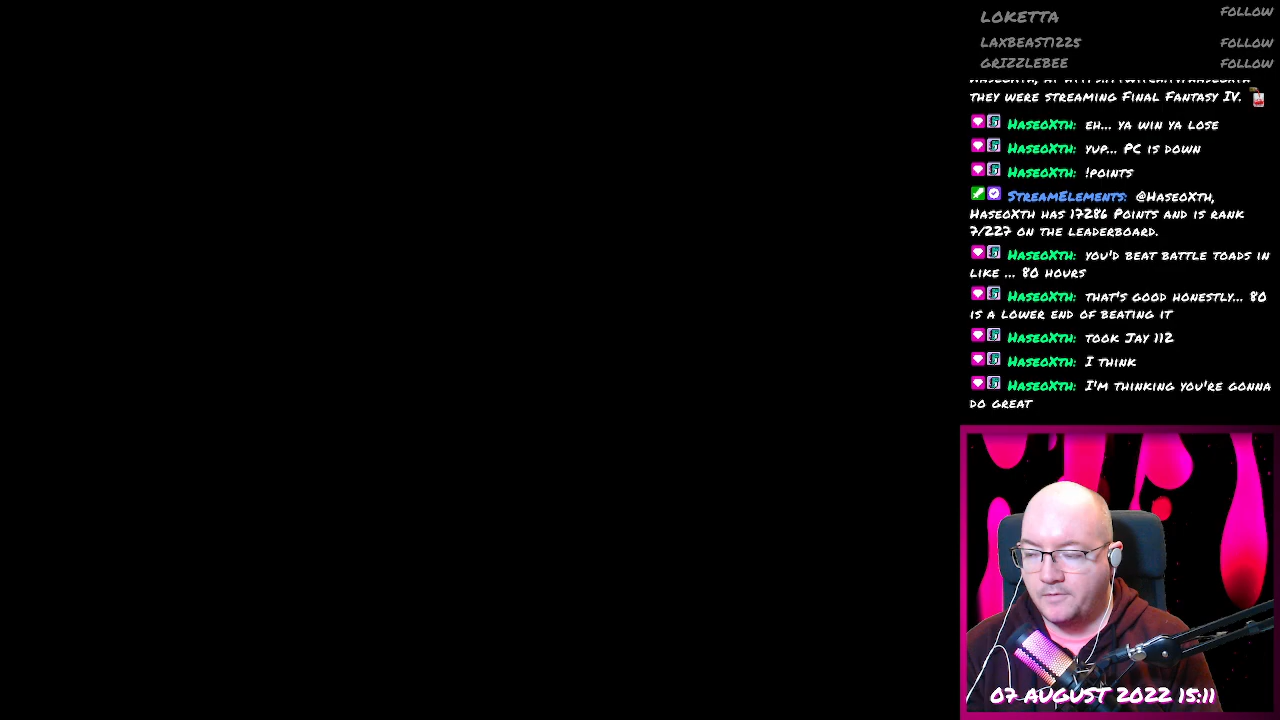 LOKETTA FOLLOW
LAXBEAST1225 FOLLOW
GRIZZLEBEE FOLLOW
THEY WERE STREAMING FINAL FANTASY IV.
HASEOXTH: EH... YA WIN YA LOSE
HASEOXTH: YUP... PC IS DOWN
HASEOXTH: !POINTS
STREAMELEMENTS: @HASEOXTH,
HASEOXTH HAS 17286 POINTS AND IS RANK
7/227 ON THE LEADERBOARD.
HASEOXTH: YOU'D BEAT BATTLE TOADS IN
LIKE ... 80 HOURS
HASEOXTH: THAT'S GOOD HONESTLY... 80
IS A LOWER END OF BEATING IT
HASEOXTH: TOOK JAY 112
HASEOXTH: I THINK
HASEOXTH: I'M THINKING YOU'RE GONNA
DO GREAT
07 AUGUST 2022 15:11